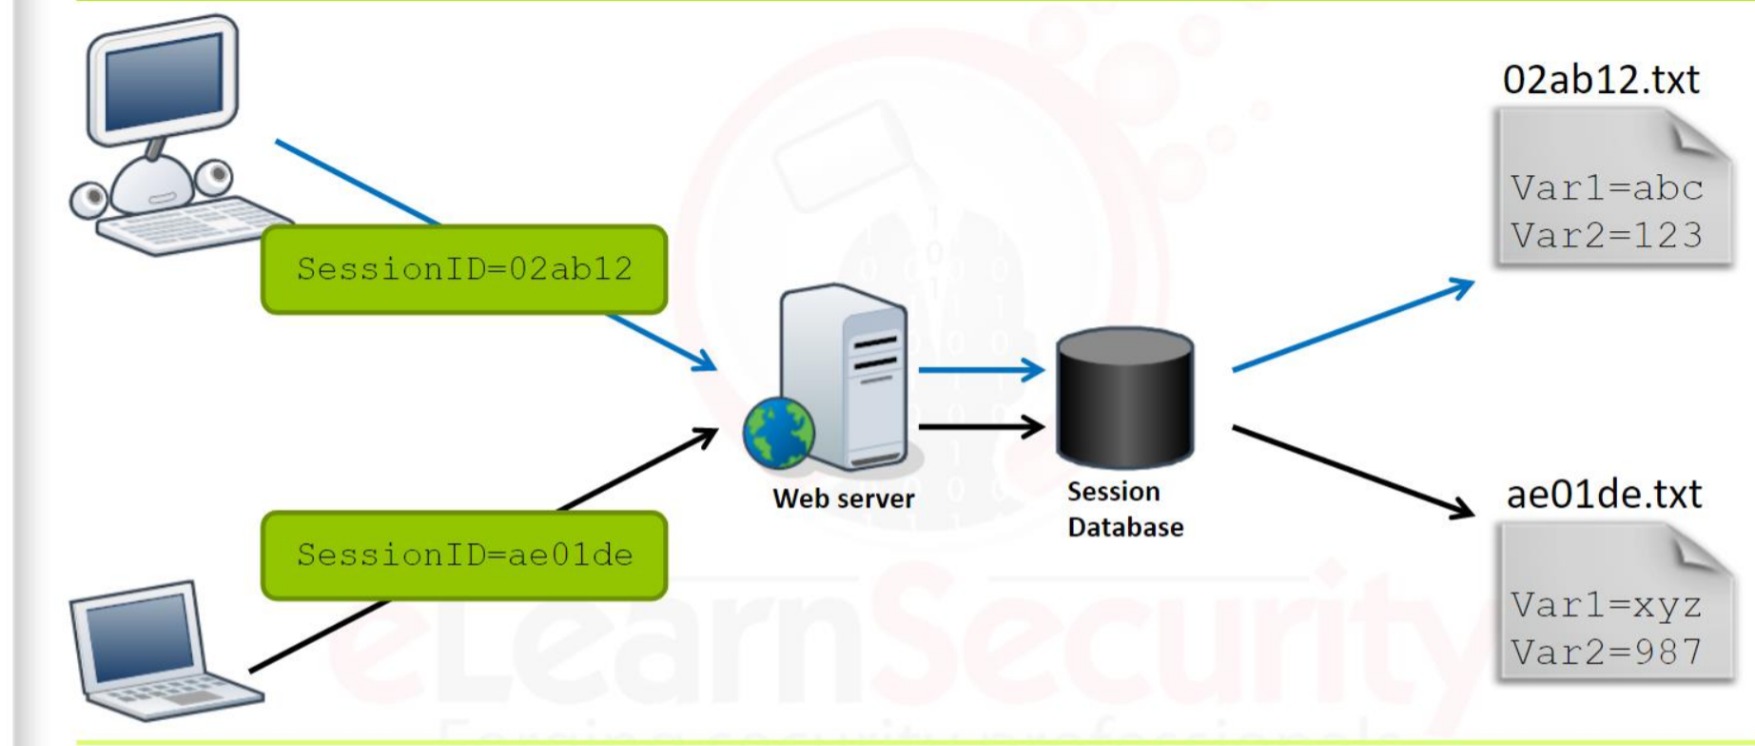 02ab12.txt
Var1=abc
Var2=123
SessionID=02ab12
Web server
Session
Database
SessionID=ae01de
ae01de.txt
Var1=xyz
Var2=987
eLearnSecurity
Forging security professionals